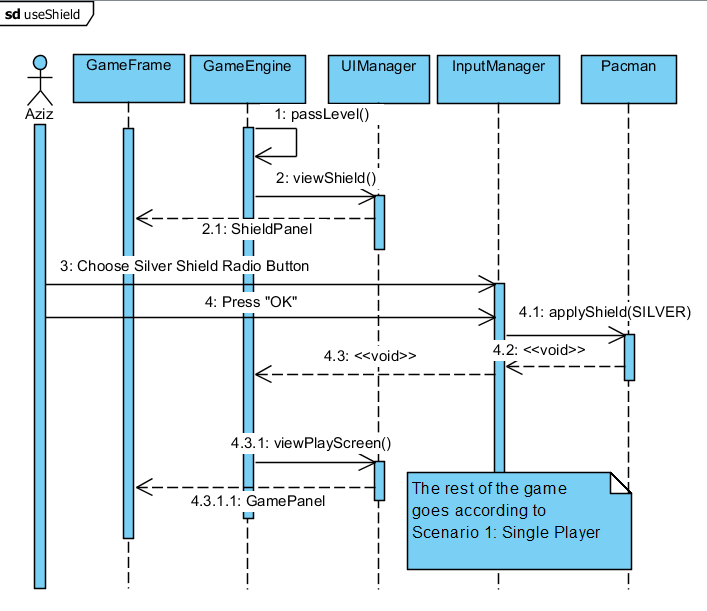 sd useShield
GameFrame
GameEngine
UIManager
InputManager
Pacman
Aziz
1: passLevel()
2: viewShield()
2.1: ShieldPanel
3: Choose Silver Shield Radio Button
4: Press "OK"
4.1: applyShield(SILVER)
4.2: <<void>>
4.3: <<void>>
4.3.1: viewPlayScreen()
4.3.1.1: GamePanel
The rest of the game
goes according to
Scenario 1: Single Player